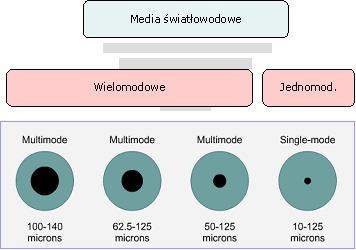 Media światłowodowe
Wielomodowe
Jednomod.
Multimode
Multimode
Multimode
Single-mode
100-140
microns
62.5-125
microns
50-125
microns
10-125
microns